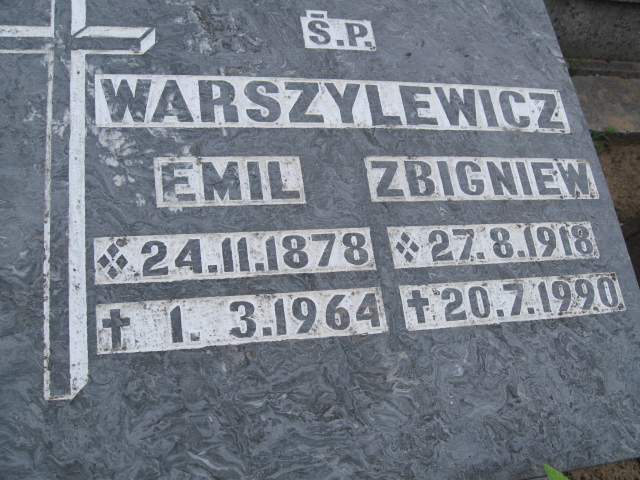 Ś.P.
WARSZYLEWICZ
EMIL ZBIGNIEW
24.11.1878 27.8.1918
✝ 1. 3.1964 ✝ 20.7.1990